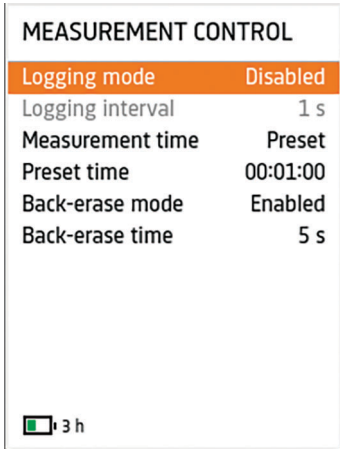 MEASUREMENT CONTROL
Logging mode Disabled
Logging interval 1 s
Measurement time Preset
Preset time 00:01:00
Back-erase mode Enabled
Back-erase time 5 s
3 h